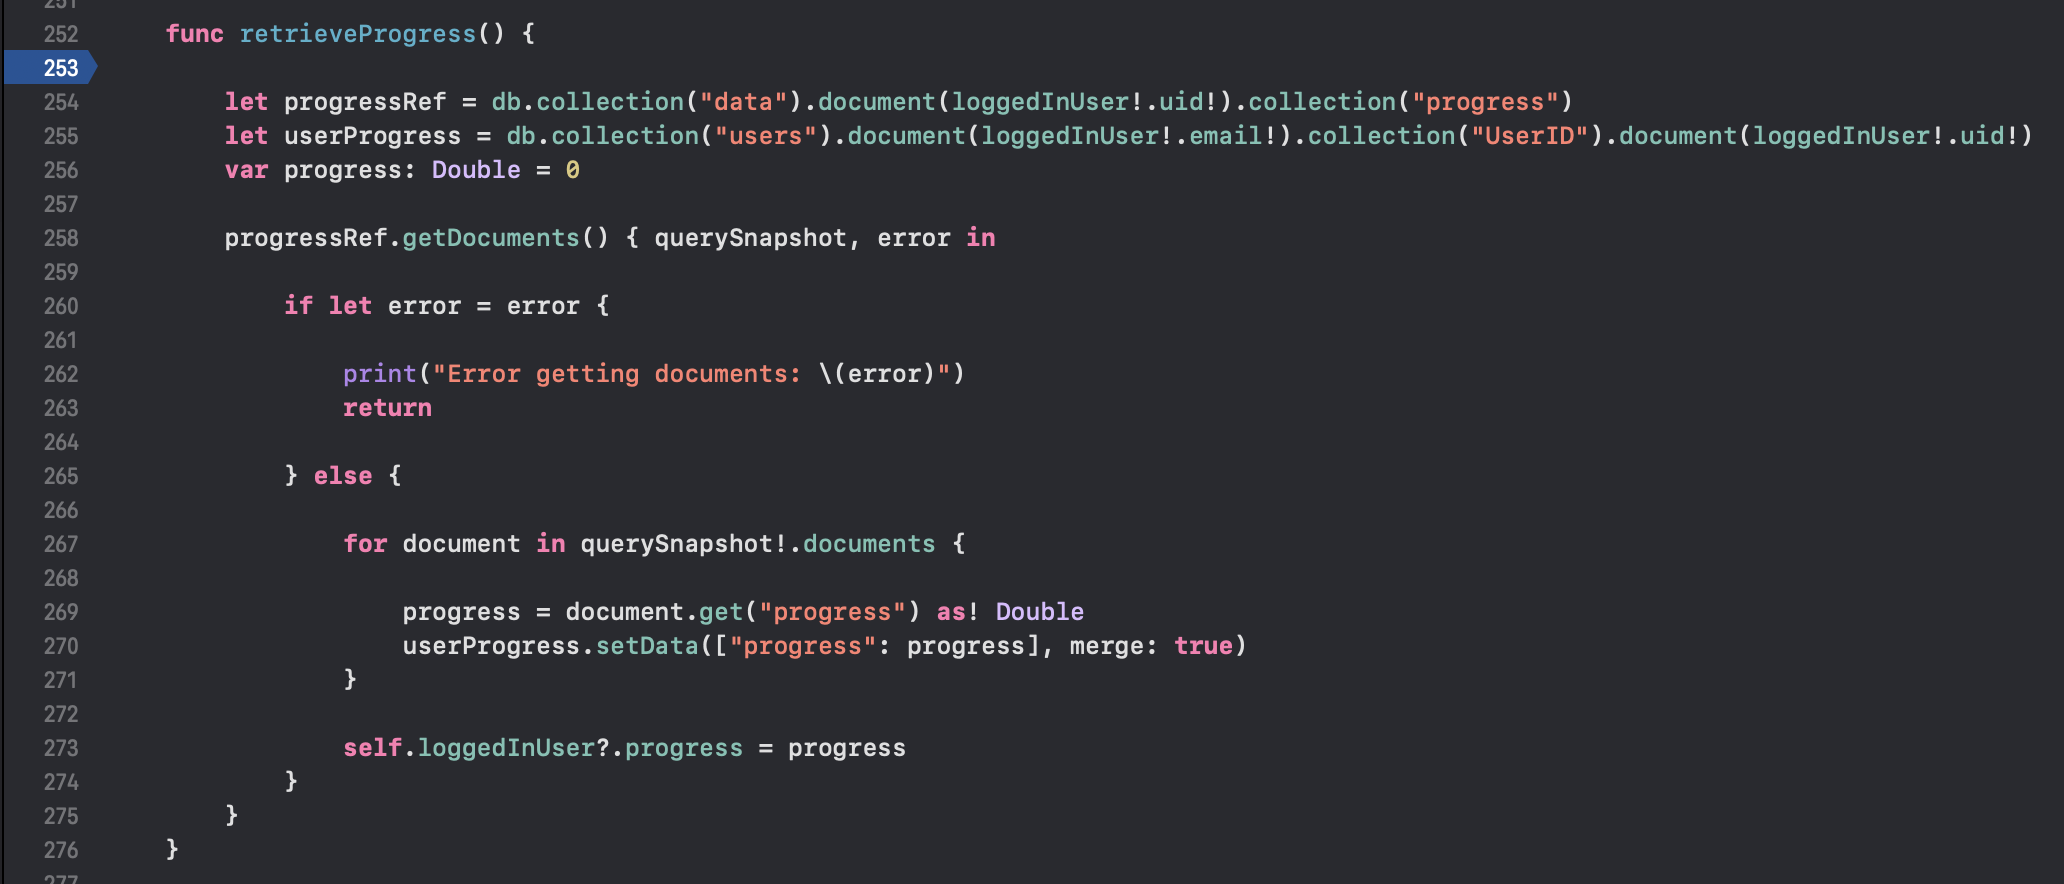 251
252 func retrieveProgress() {
253
254 let progressRef = db.collection("data").document(loggedInUser!.uid!).collection("progress")
255 let userProgress = db.collection("users").document(loggedInUser!.email!).collection("UserID").document(loggedInUser!.uid!)
256 var progress: Double = 0
257
258 progressRef.getDocuments() { querySnapshot, error in
259
260 if let error = error {
261
262 print("Error getting documents: \(error)")
263 return
264
265 } else {
266
267 for document in querySnapshot!.documents {
268
269 progress = document.get("progress") as! Double
270 userProgress.setData(["progress": progress], merge: true)
271 }
272
273 self.loggedInUser?.progress = progress
274 }
275 }
276 }
277